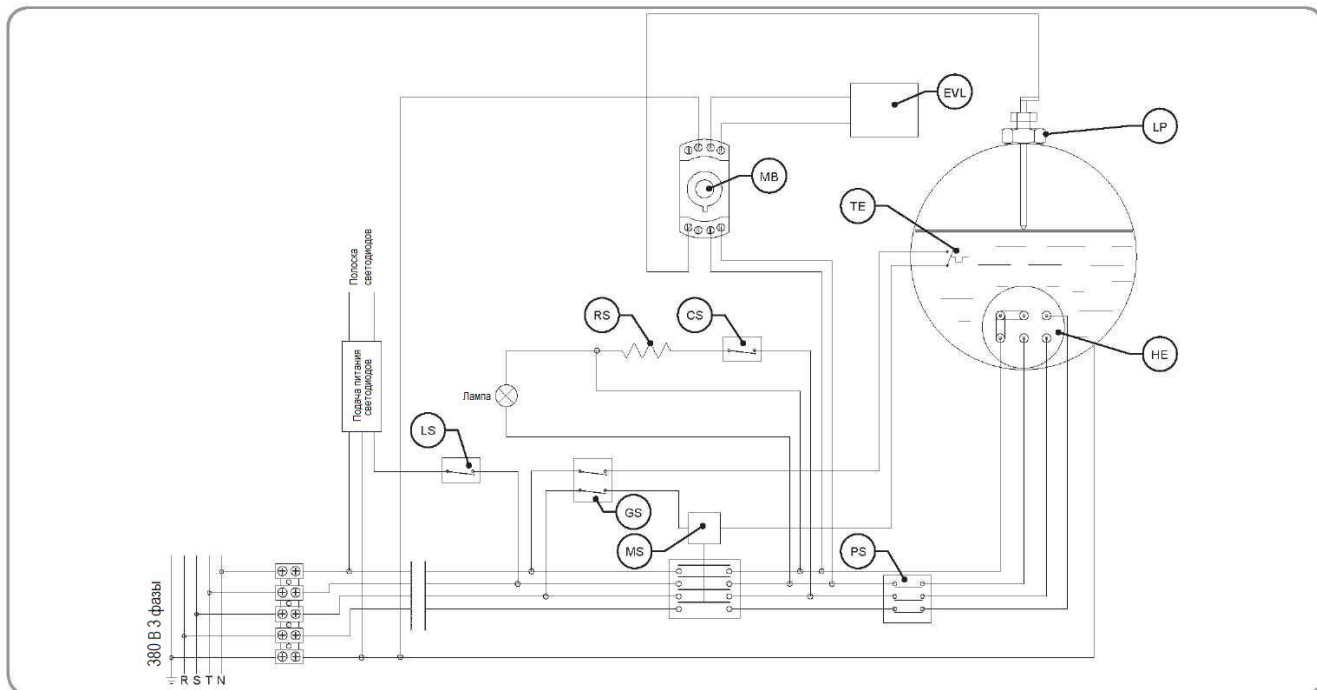 EVL
LP
MB
TE
Полоска
светодиодов
RS
CS
HE
Подача питания
светодиодов
Лампа
LS
GS
MS
PS
380 В 3 фазы
R S T N